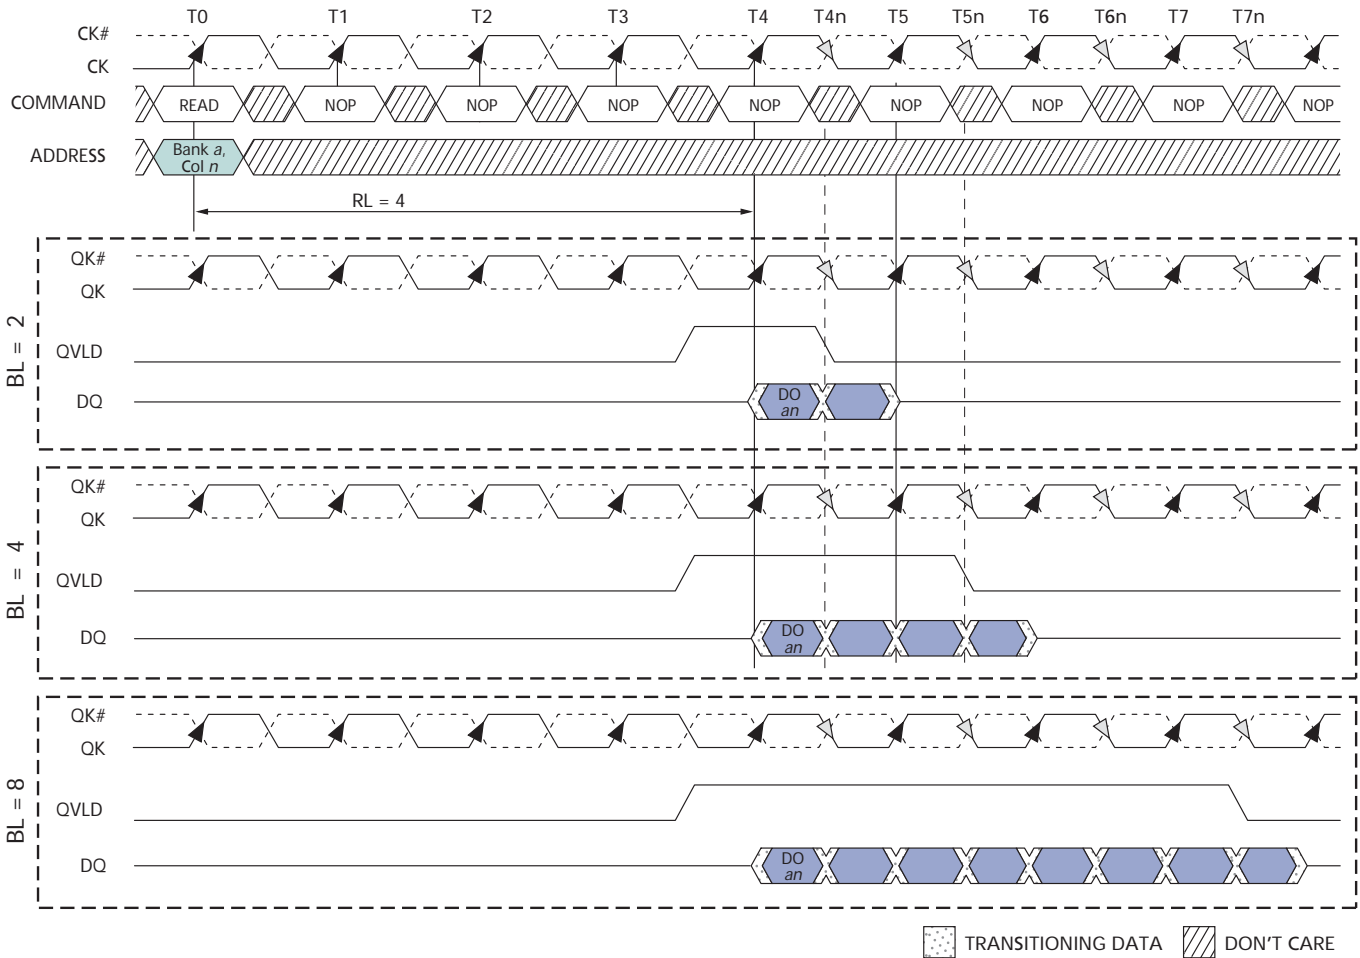 T0 T1 T2 T3 T4 T4n T5 T5n T6 T6n T7 T7n
CK#
CK
COMMAND READ NOP NOP NOP NOP NOP NOP NOP NOP
ADDRESS Bank a,
Col n
RL = 4
BL = 2
QK#
QK
QVLD
DQ DO
an
BL = 4
QK#
QK
QVLD
DQ DO
an
BL = 8
QK#
QK
QVLD
DQ DO
an
TRANSITIONING DATA DON'T CARE